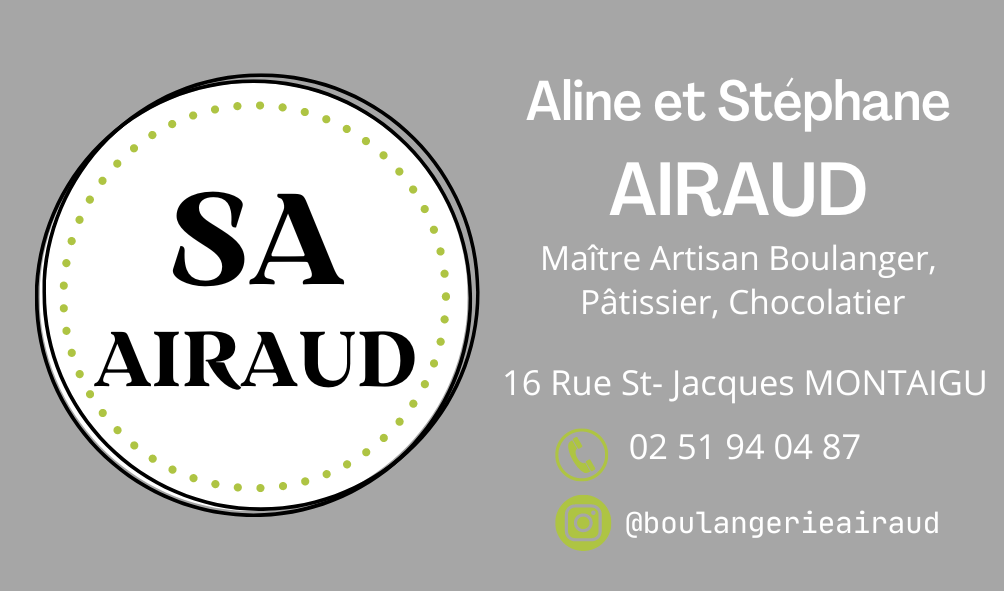 SA
AIRAUD
Aline et Stéphane
AIRAUD
Maître Artisan Boulanger,
Pâtissier, Chocolatier
16 Rue St- Jacques MONTAIGU
02 51 94 04 87
@boulangerieairaud